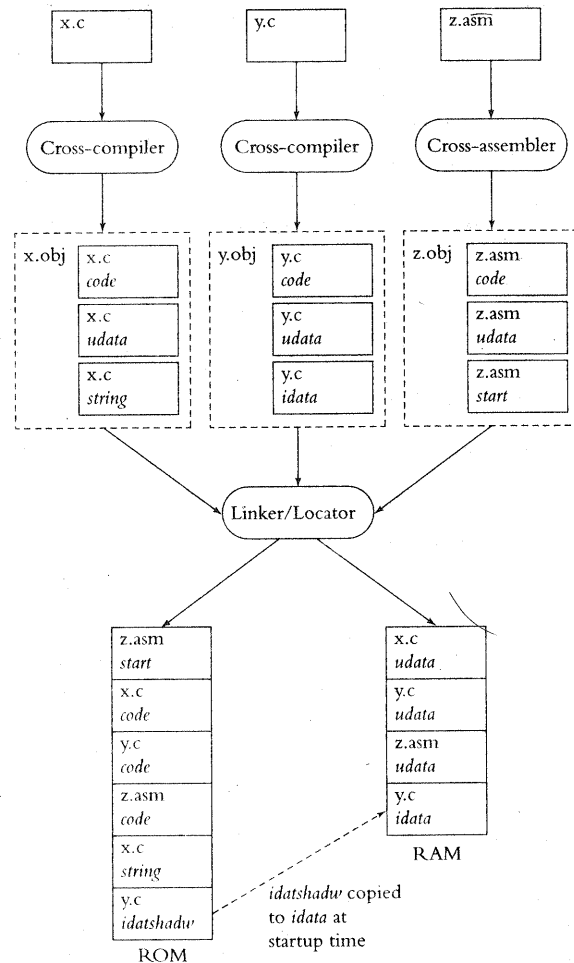 x.c
y.c
z.asm
Cross-compiler
Cross-compiler
Cross-assembler
x.obj
x.c
code
x.c
udata
x.c
string
y.obj
y.c
code
y.c
udata
y.c
idata
z.obj
z.asm
code
z.asm
udata
z.asm
start
Linker/Locator
z.asm
start
x.c
code
y.c
code
z.asm
code
x.c
string
y.c
idatshadw
ROM
x.c
udata
y.c
udata
z.asm
udata
y.c
idata
RAM
idatshadw copied
to idata at
startup time